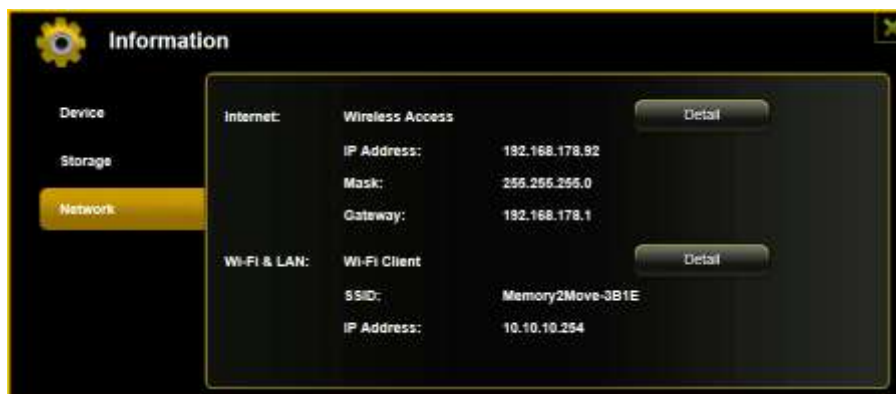 Information
Device
Storage
Network
Internet: Wireless Access Detail
IP Address: 192.168.178.92
Mask: 255.255.255.0
Gateway: 192.168.178.1
Wi-Fi & LAN: Wi-Fi Client Detail
SSID: Memory2Move-3B1E
IP Address: 10.10.10.254